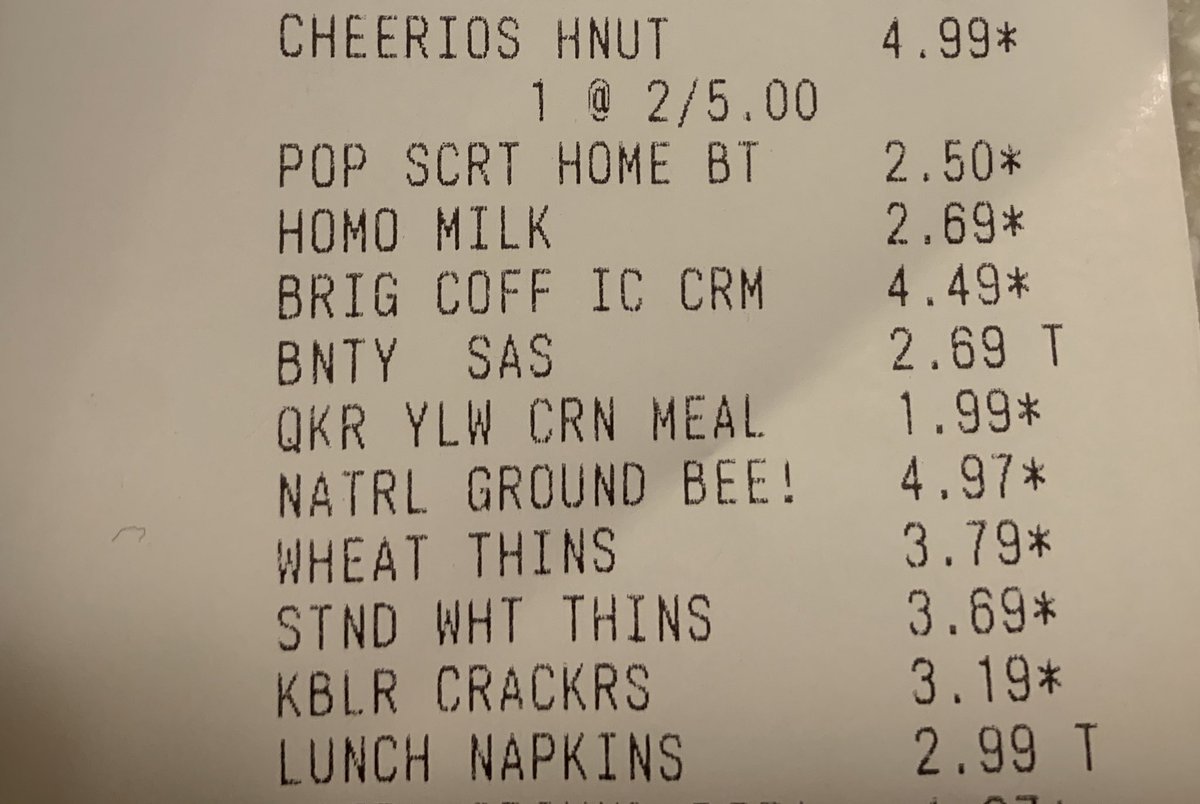 CHEERIOS HNUT 4.99*
1 @ 2/5.00
POP SCRT HOME BT 2.50*
HOMO MILK 2.69*
BRIG COFF IC CRM 4.49*
BNTY SAS 2.69 T
QKR YLW CRN MEAL 1.99*
NATRL GROUND BEE! 4.97*
WHEAT THINS 3.79*
STND WHT THINS 3.69*
KBLR CRACKRS 3.19*
LUNCH NAPKINS 2.99 T